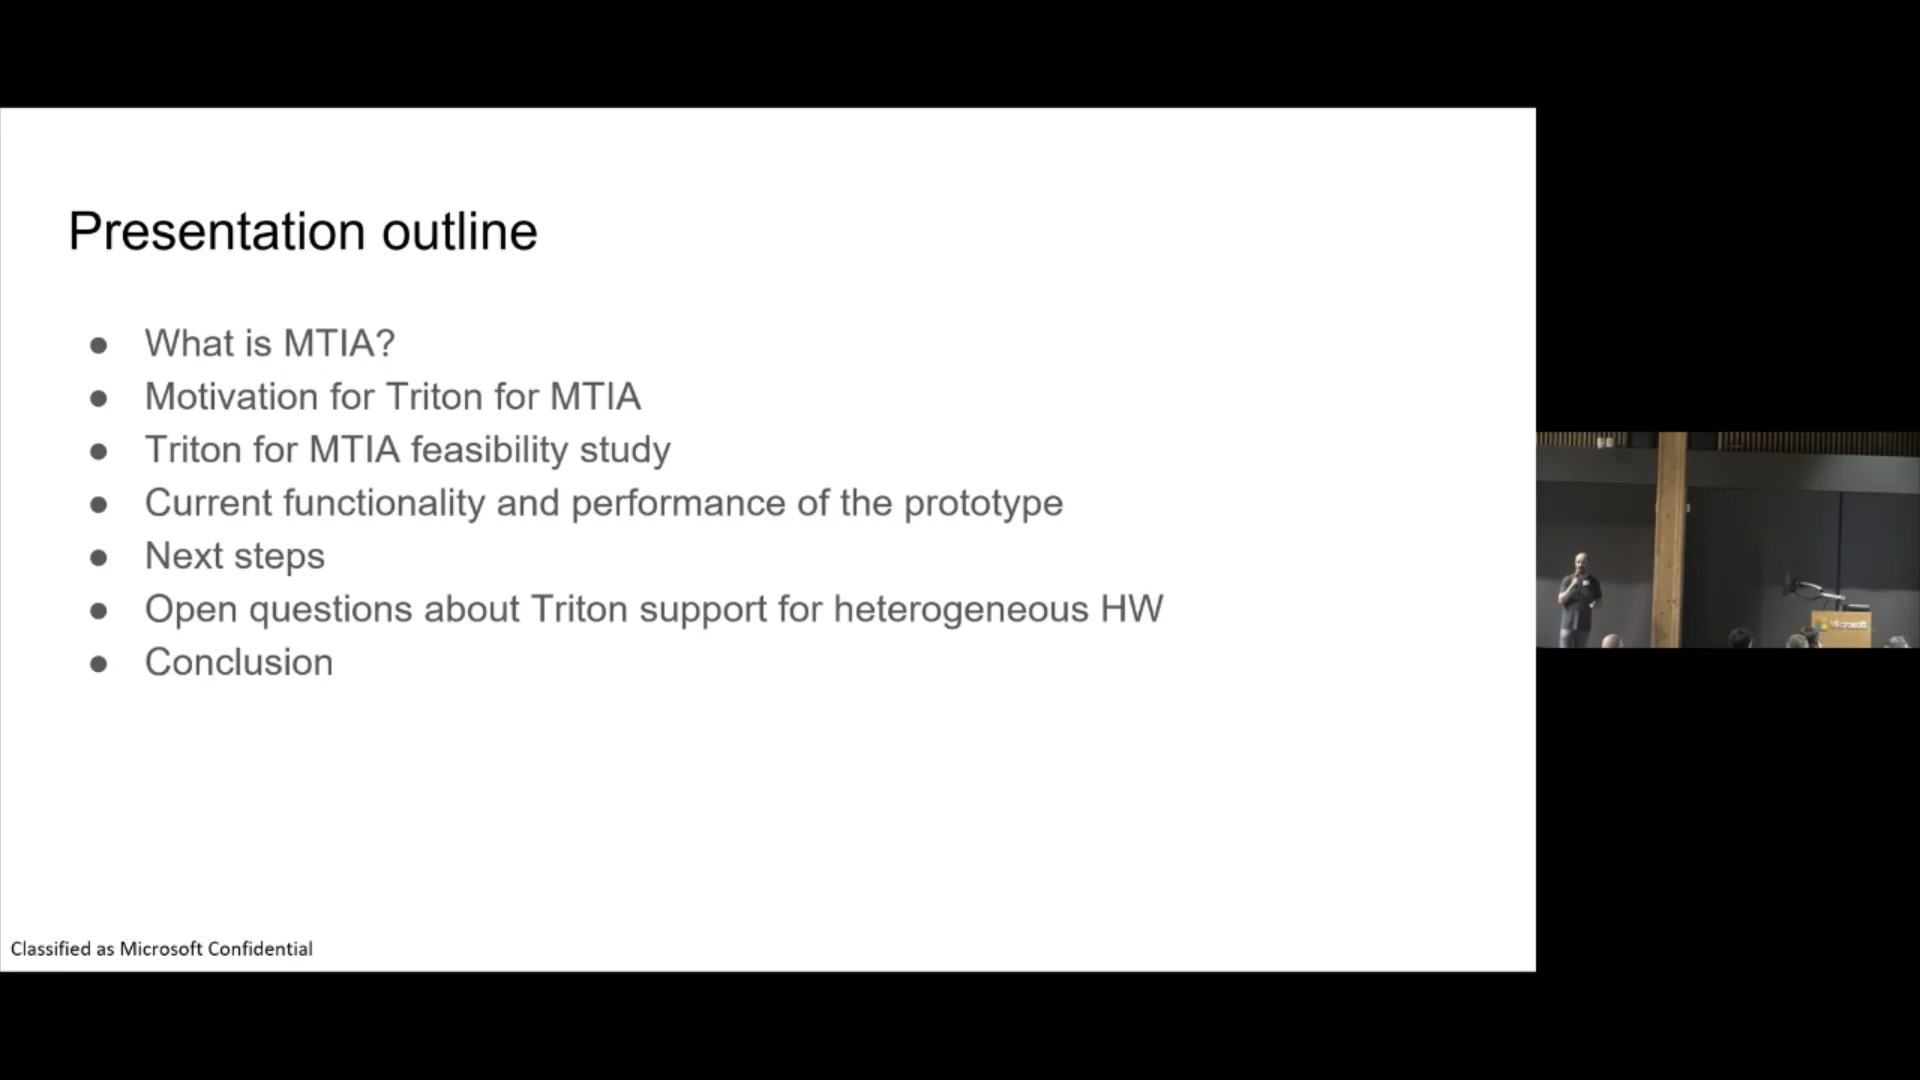 Presentation outline
● What is MTIA?
● Motivation for Triton for MTIA
● Triton for MTIA feasibility study
● Current functionality and performance of the prototype
● Next steps
● Open questions about Triton support for heterogeneous HW
● Conclusion
Classified as Microsoft Confidential
Microsoft